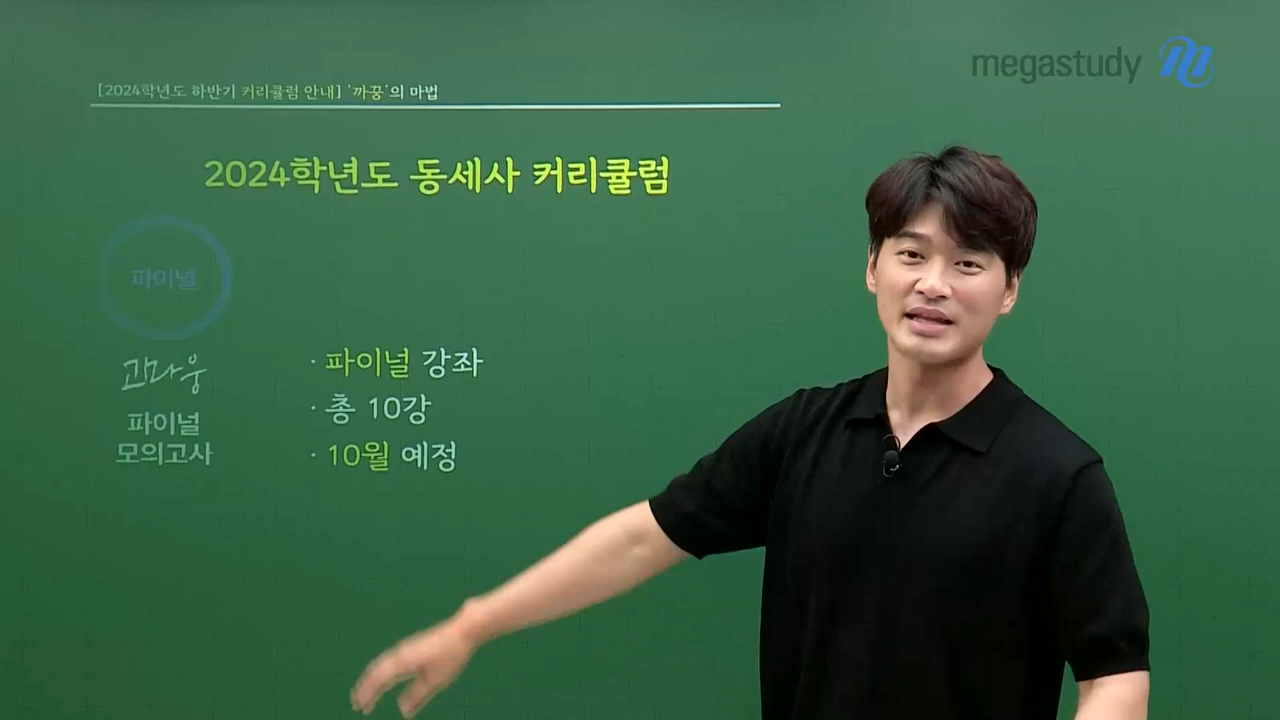 megastudy
[2024학년도 하반기 커리큘럼 안내] '까꿍'의 마법
2024학년도 동세사 커리큘럼
파이널
파이널
모의고사
· 파이널 강좌
· 총 10강
· 10월 예정